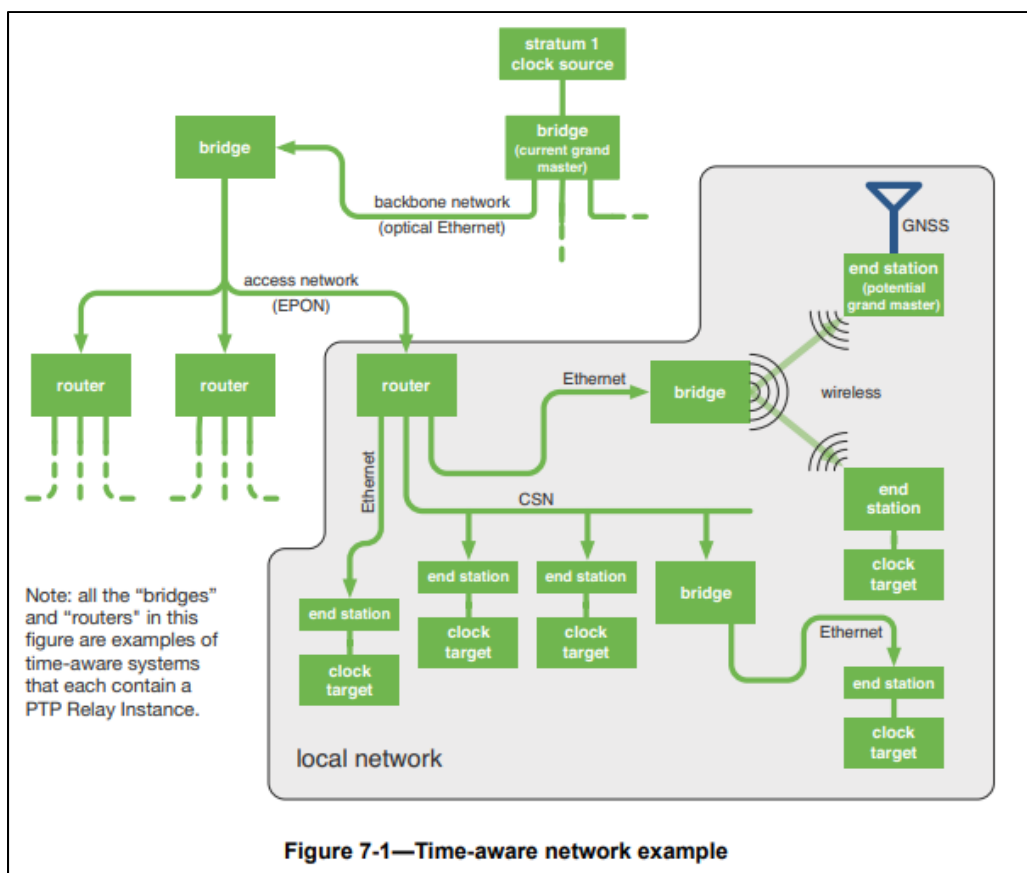 stratum 1
clock source
bridge
(current grand
master)
bridge
backbone network
(optical Ethernet)
GNSS
end station
(potential
grand master)
access network
(EPON)
router
router
router
Ethernet
bridge
wireless
Ethernet
CSN
end
station
clock
target
end station
clock
target
end station
clock
target
bridge
end station
clock
target
Ethernet
end station
clock
target
Note: all the “bridges”
and “routers" in this
figure are examples of
time-aware systems
that each contain a
PTP Relay Instance.
local network
Figure 7-1—Time-aware network example